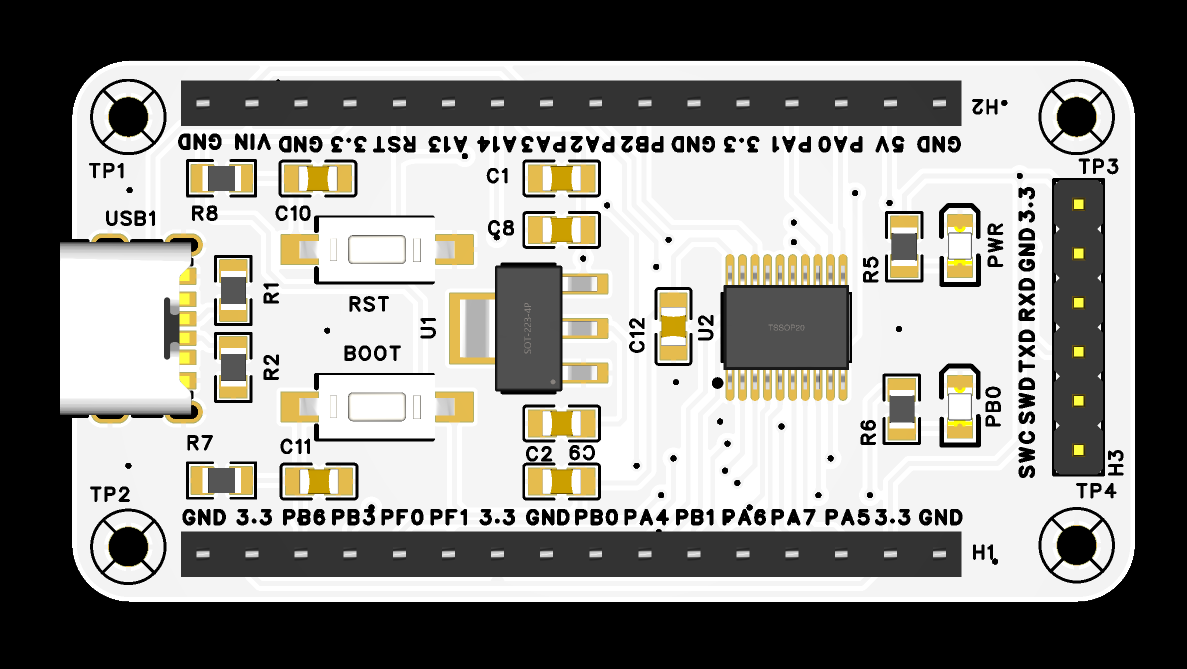 H2
GND VIN GND 3.3 RST A13 A14 PA3 PA2 PB2 GND 3.3 PA1 PA0 5V GND
TP1
TP3
C1
R8
C10
USB1
C8
PWR
R5
R1
RST
U1
SOT-223-4P
C12
U2
TSSOP20
BOOT
R2
SWC SWD TXD RXD GND 3.3
PB0
R6
R7
C11
C2
C9
H3
TP2
TP4
GND 3.3 PB6 PB3 PF0 PF1 3.3 GND PB0 PA4 PB1 PA6 PA7 PA5 3.3 GND
H1